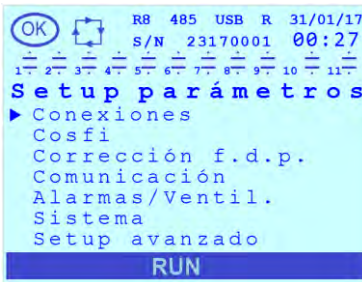 OK R8 485 USB R 31/01/17
S/N 23170001 00:27
1 2 3 4 5 6 7 8 9 10 11
Setup parámetros
Conexiones
Cosfi
Corrección f.d.p.
Comunicación
Alarmas/Ventil.
Sistema
Setup avanzado
RUN